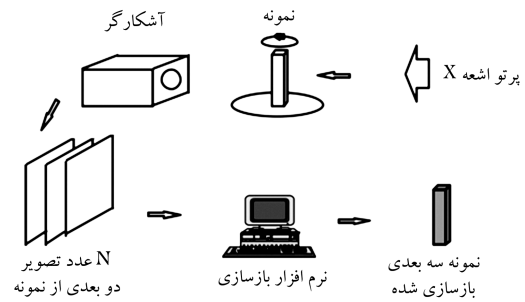 آشکارگر
نمونه
پرتو اشعه X
N عدد تصویر
دو بعدی از نمونه
نرم افزار بازسازی
نمونه سه بعدی
بازسازی شده